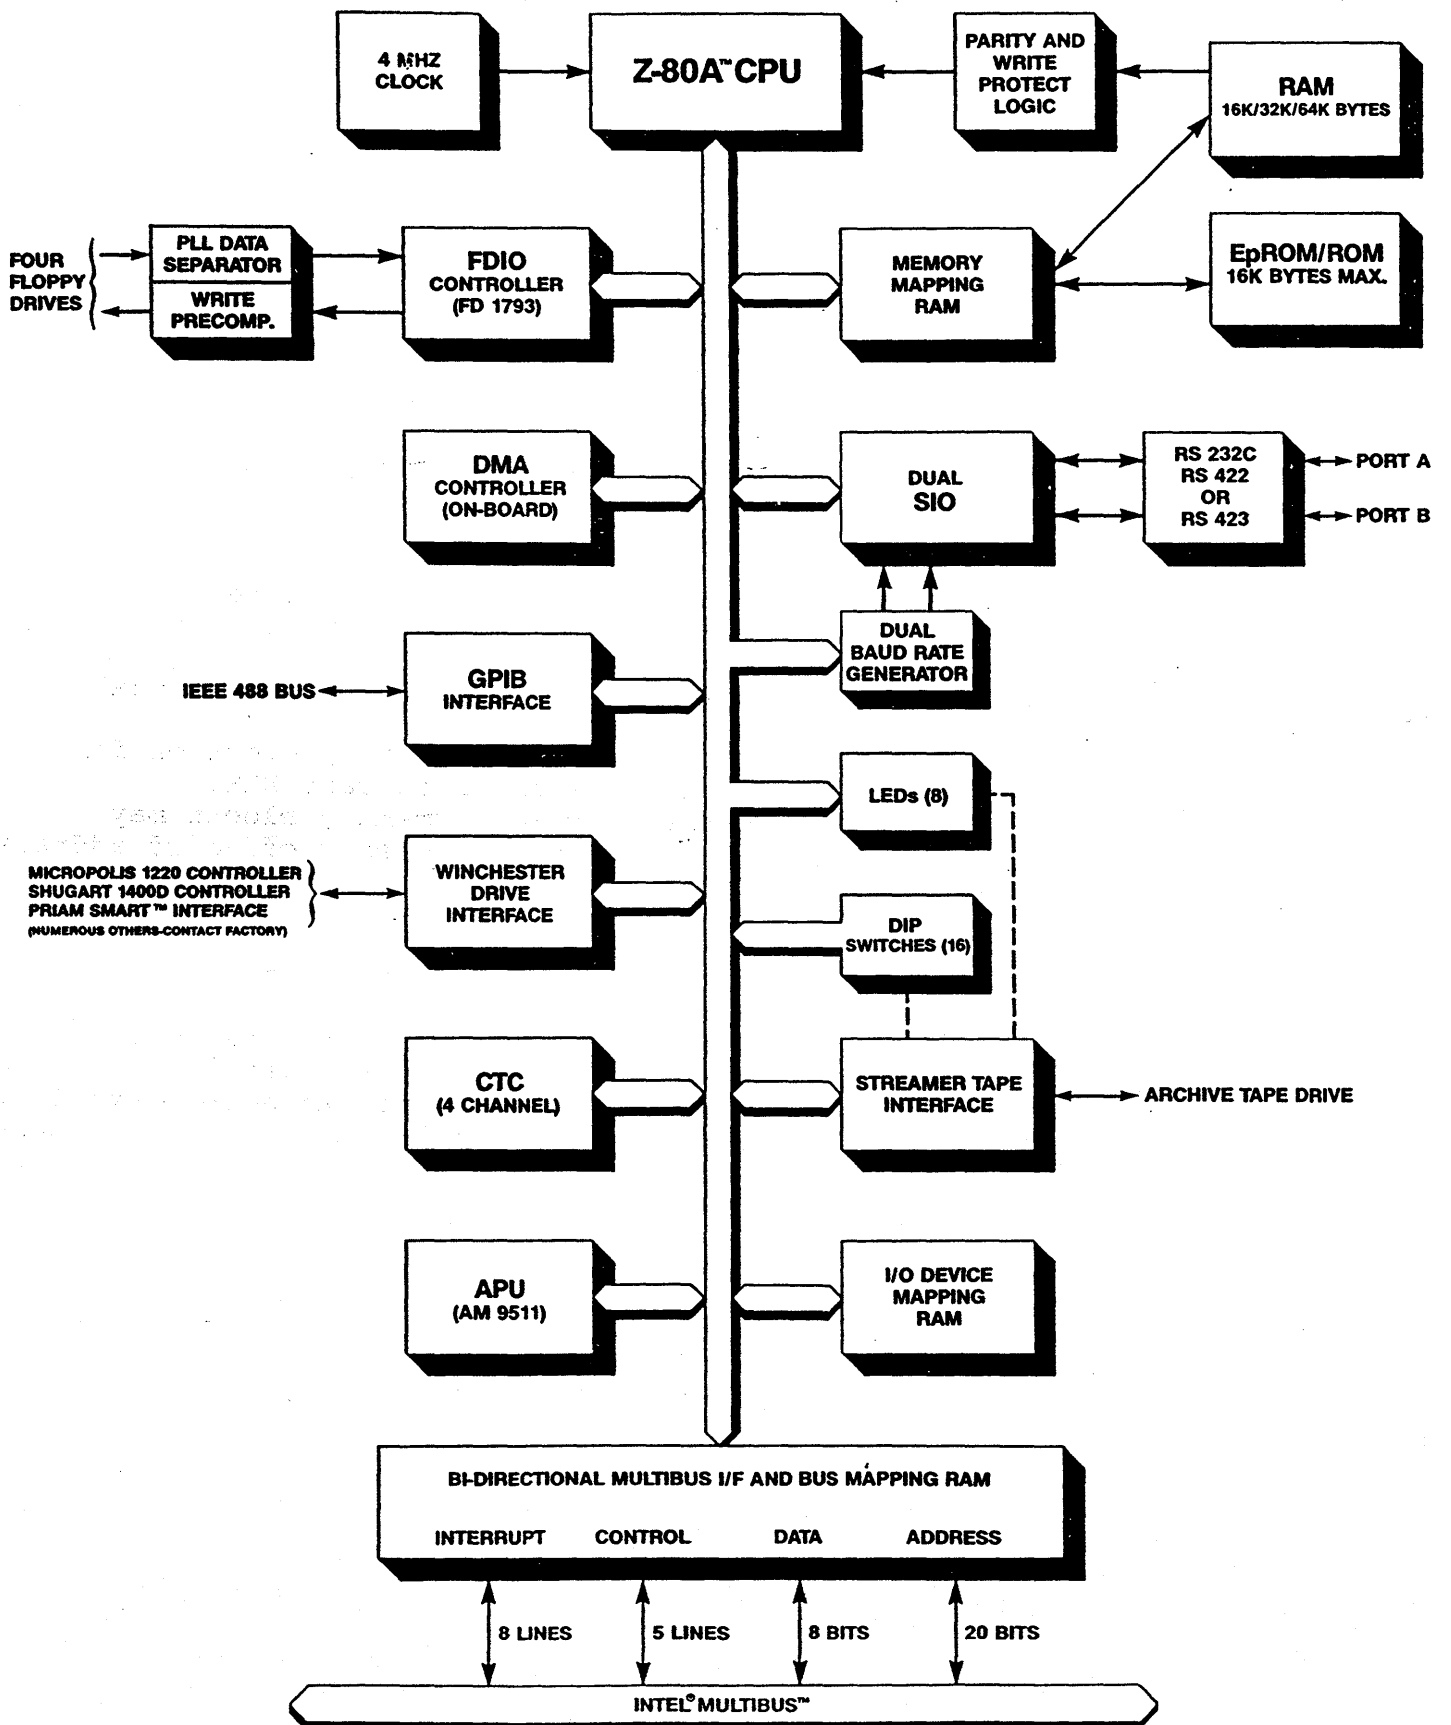 4 MHZ
CLOCK
Z-80A™ CPU
PARITY AND
WRITE
PROTECT
LOGIC
RAM
16K/32K/64K BYTES
FOUR
FLOPPY
DRIVES
PLL DATA
SEPARATOR
WRITE
PRECOMP.
FDIO
CONTROLLER
(FD 1793)
MEMORY
MAPPING
RAM
EpROM/ROM
16K BYTES MAX.
DMA
CONTROLLER
(ON-BOARD)
DUAL
SIO
RS 232C
RS 422
OR
RS 423
PORT A
PORT B
DUAL
BAUD RATE
GENERATOR
IEEE 488 BUS
GPIB
INTERFACE
LEDs (8)
MICROPOLIS 1220 CONTROLLER
SHUGART 1400D CONTROLLER
PRIAM SMART™ INTERFACE
(NUMEROUS OTHERS-CONTACT FACTORY)
WINCHESTER
DRIVE
INTERFACE
DIP
SWITCHES (16)
CTC
(4 CHANNEL)
STREAMER TAPE
INTERFACE
ARCHIVE TAPE DRIVE
APU
(AM 9511)
I/O DEVICE
MAPPING
RAM
BI-DIRECTIONAL MULTIBUS I/F AND BUS MAPPING RAM
INTERRUPT CONTROL DATA ADDRESS
8 LINES 5 LINES 8 BITS 20 BITS
INTEL® MULTIBUS™